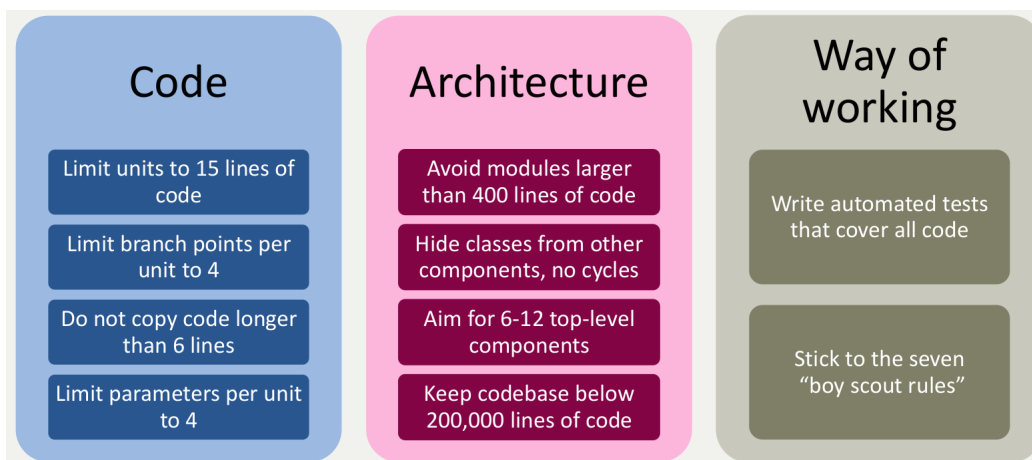 Code
Limit units to 15 lines of
code
Limit branch points per
unit to 4
Do not copy code longer
than 6 lines
Limit parameters per unit
to 4
Architecture
Avoid modules larger
than 400 lines of code
Hide classes from other
components, no cycles
Aim for 6-12 top-level
components
Keep codebase below
200,000 lines of code
Way of
working
Write automated tests
that cover all code
Stick to the seven
“boy scout rules”